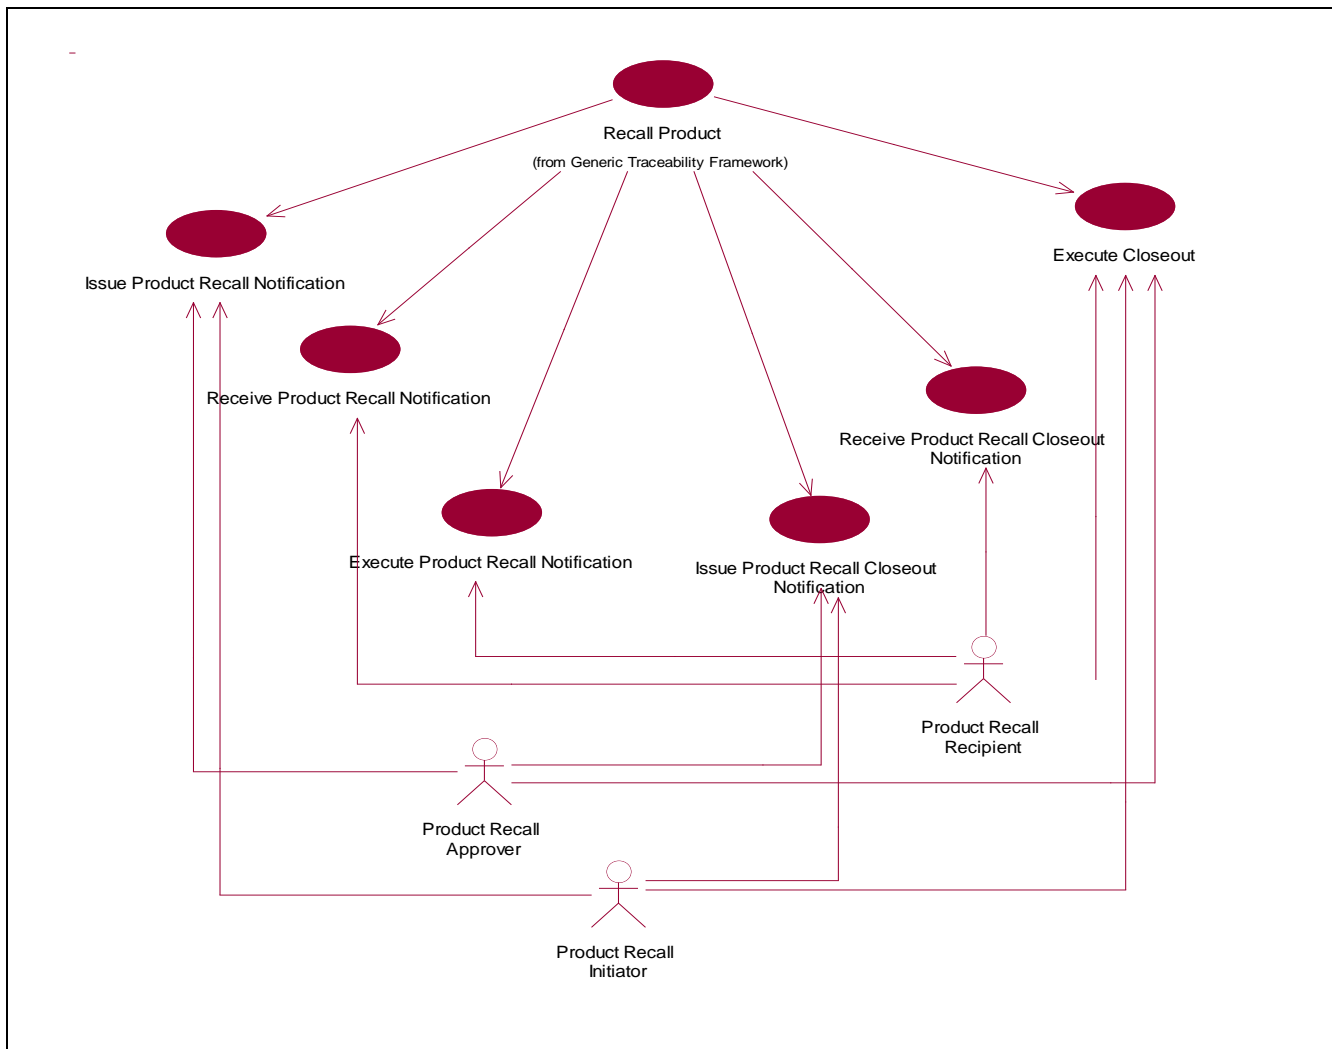 Recall Product
(from Generic Traceability Framework)
Execute Closeout
Issue Product Recall Notification
Receive Product Recall Notification
Receive Product Recall Closeout
Notification
Execute Product Recall Notification
Issue Product Recall Closeout
Notification
Product Recall
Recipient
Product Recall
Approver
Product Recall
Initiator